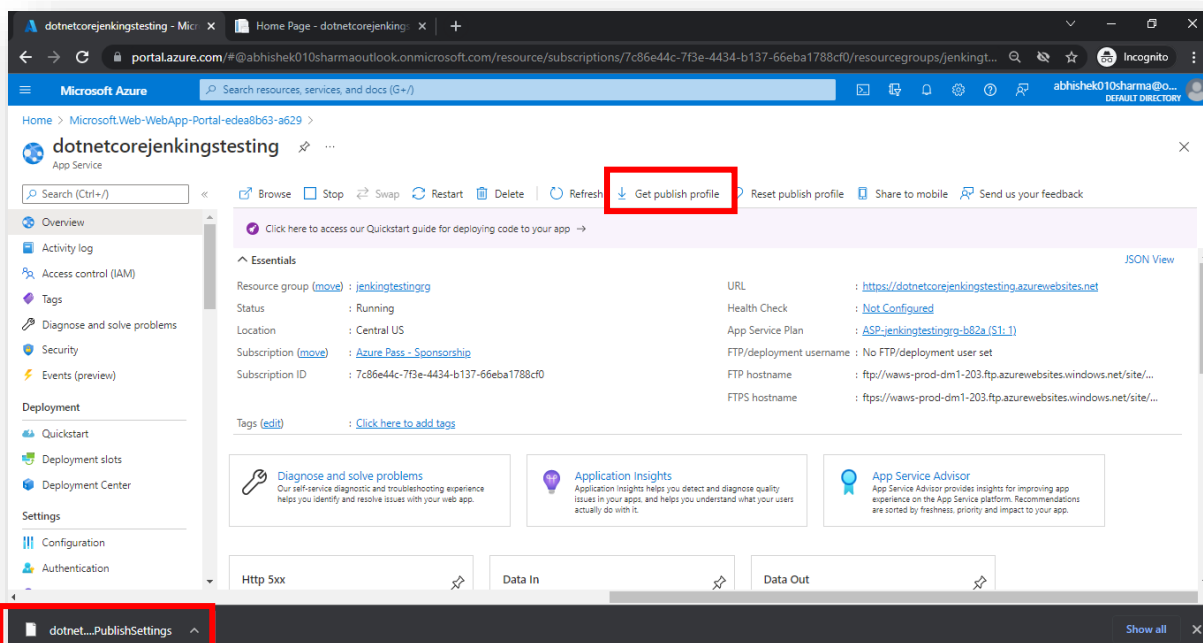 dotnetcorejenkingstesting - Micr
Home Page - dotnetcorejenkings
portal.azure.com/#@abhishek010sharmaoutlook.onmicrosoft.com/resource/subscriptions/7c86e44c-7f3e-4434-b137-66eba1788cf0/resourcegroups/jenkingt...
Incognito
Microsoft Azure
Search resources, services, and docs (G+/)
abhishek010sharma@o...
DEFAULT DIRECTORY
Home > Microsoft.Web-WebApp-Portal-edea8b63-a629 >
dotnetcorejenkingstesting ...
App Service
Search (Ctrl+/) «
Browse Stop Swap Restart Delete Refresh Get publish profile Reset publish profile Share to mobile Send us your feedback
Overview
Activity log
Access control (IAM)
Tags
Diagnose and solve problems
Security
Events (preview)
Deployment
Quickstart
Deployment slots
Deployment Center
Settings
Configuration
Authentication
Click here to access our Quickstart guide for deploying code to your app →
Essentials
JSON View
Resource group (move) : jenkingtestingrg
Status : Running
Location : Central US
Subscription (move) : Azure Pass - Sponsorship
Subscription ID : 7c86e44c-7f3e-4434-b137-66eba1788cf0
URL : https://dotnetcorejenkingstesting.azurewebsites.net
Health Check : Not Configured
App Service Plan : ASP-jenkingtestingrg-b82a (S1: 1)
FTP/deployment username : No FTP/deployment user set
FTP hostname : ftp://waws-prod-dm1-203.ftp.azurewebsites.windows.net/site/...
FTPS hostname : ftps://waws-prod-dm1-203.ftp.azurewebsites.windows.net/site/...
Tags (edit) : Click here to add tags
Diagnose and solve problems
Our self-service diagnostic and troubleshooting experience
helps you identify and resolve issues with your web app.
Application Insights
Application Insights helps you detect and diagnose quality
issues in your apps, and helps you understand what your users
actually do with it.
App Service Advisor
App Service Advisor provides insights for improving app
experience on the App Service platform. Recommendations
are sorted by freshness, priority and impact to your app.
Http 5xx
Data In
Data Out
dotnet....PublishSettings
Show all